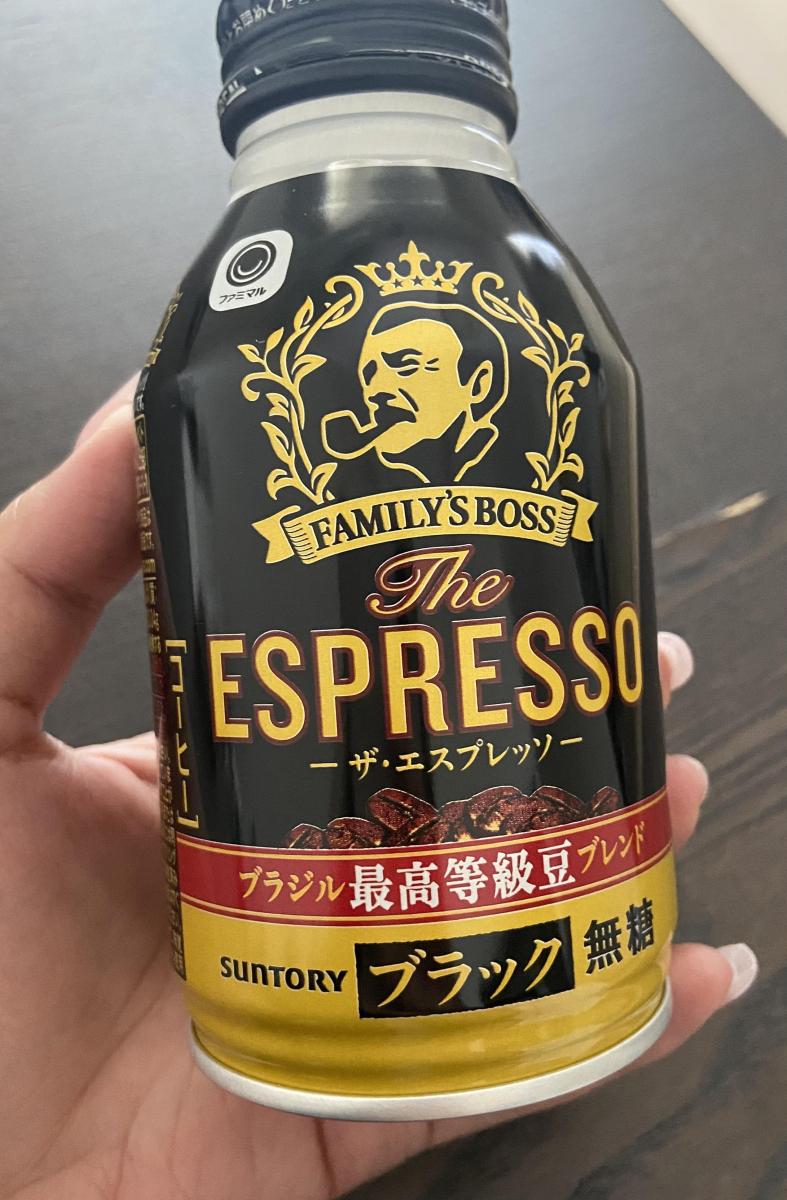 ファミマル
FAMILY'S BOSS
The
ESPRESSO
ー ザ・エスプレッソ ー
[コーヒー]
ブラジル最高等級豆ブレンド
SUNTORY ブラック 無糖